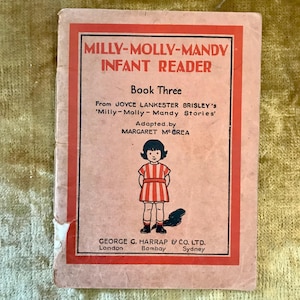 MILLY-MOLLY-MANDY
INFANT READER
Book Three
From JOYCE LANKESTER BRISLEY'S
'Milly-Molly-Mandy Stories'
Adapted by
MARGARET McCREA
GEORGE G. HARRAP & CO. LTD.
London Bombay Sydney